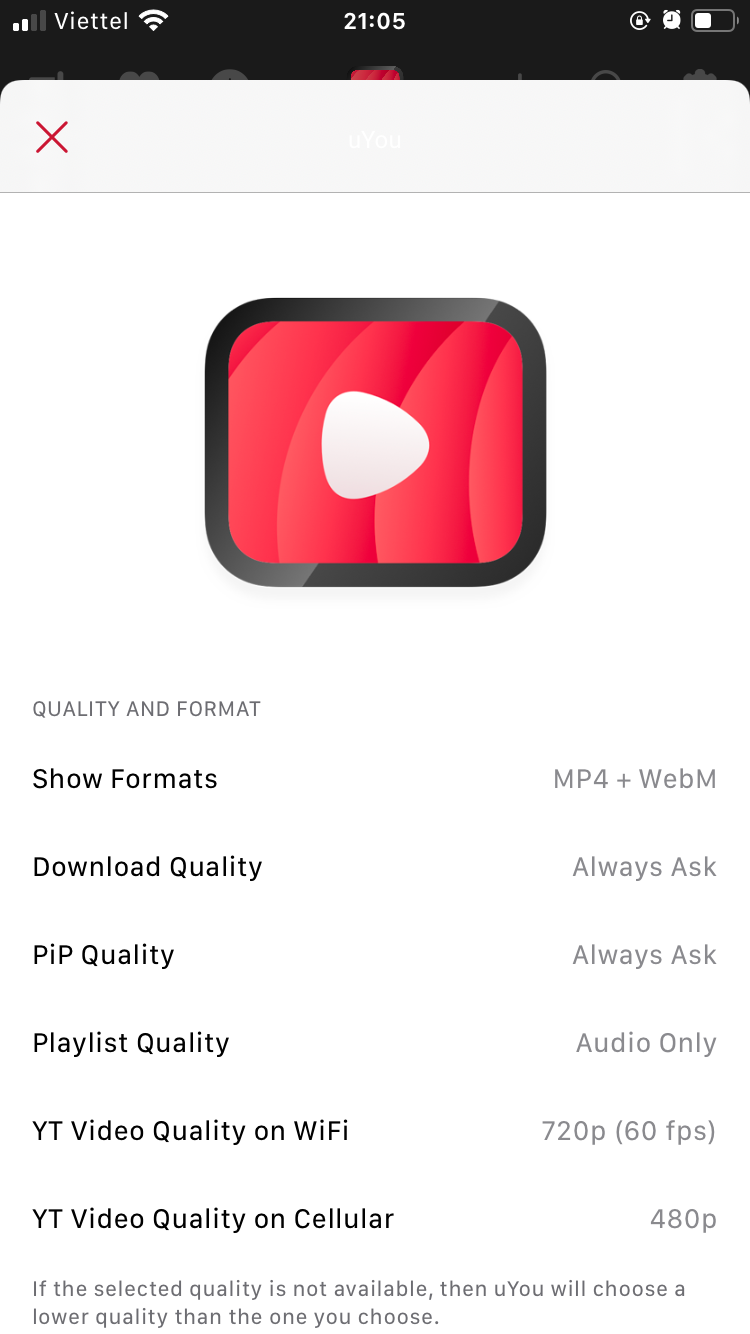 Viettel 21:05
uYou
QUALITY AND FORMAT
Show Formats MP4 + WebM
Download Quality Always Ask
PiP Quality Always Ask
Playlist Quality Audio Only
YT Video Quality on WiFi 720p (60 fps)
YT Video Quality on Cellular 480p
If the selected quality is not available, then uYou will choose a
lower quality than the one you choose.